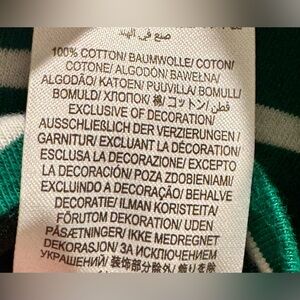 صنع في الهند
100% COTTON/ BAUMWOLLE/ COTON/
COTONE/ ALGODÓN/ BAWEŁNA/
ALGODÃO/ KATOEN/ PUUVILLA/ BOMULL/
BOMULD/ ХЛОПОК/ 棉/ コットン/ قطن/
EXCLUSIVE OF DECORATION/
AUSSCHLIEßLICH DER VERZIERUNGEN /
GARNITUR/ EXCLUANT LA DÉCORATION/
ESCLUSA LA DECORAZIONE/ EXCEPTO
LA DECORACIÓN/ POZA ZDOBIENIAMI/
EXCLUINDO A DECORAÇÃO/ BEHALVE
DECORATIE/ ILMAN KORISTEITA/
FÖRUTOM DEKORATION/ UDEN
PÅSÆTNINGER/ IKKE MEDREGNET
DEKORASJON/ ЗА ИСКЛЮЧЕНИЕМ
УКРАШЕНИЙ/ 装饰部分除外/ 飾りを除